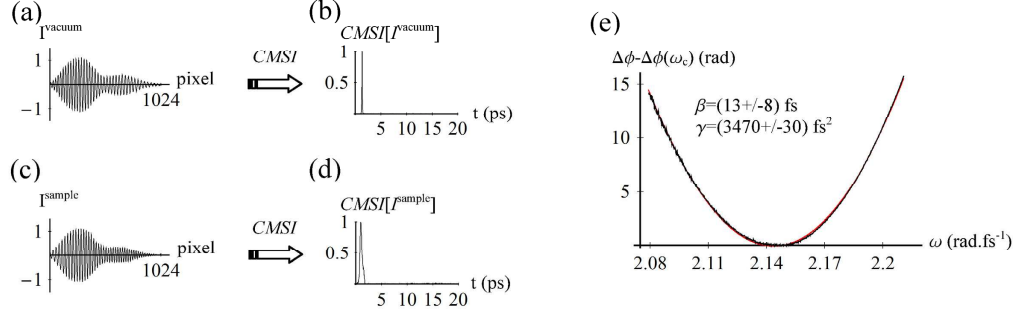 (a)
I^vacuum
1
−1
pixel
1024
CMSI
(b)
CMSI[I^vacuum]
1
0.5
t (ps)
5 10 15 20
(c)
I^sample
1
−1
pixel
1024
CMSI
(d)
CMSI[I^sample]
1
0.5
t (ps)
5 10 15 20
(e)
Δϕ-Δϕ(ω_c) (rad)
15
10
5
β=(13+/-8) fs
γ=(3470+/-30) fs²
ω (rad.fs⁻¹)
2.08 2.11 2.14 2.17 2.2